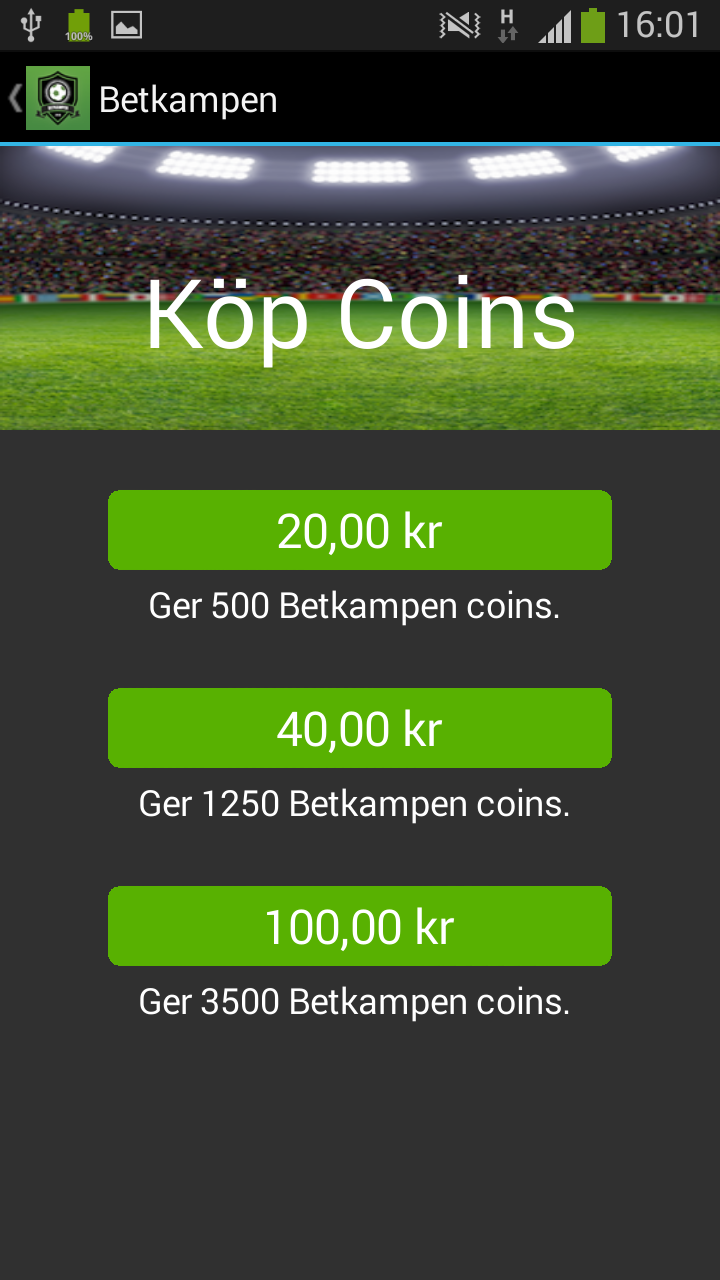 100%
H
16:01
Betkampen
Köp Coins
20,00 kr
Ger 500 Betkampen coins.
40,00 kr
Ger 1250 Betkampen coins.
100,00 kr
Ger 3500 Betkampen coins.